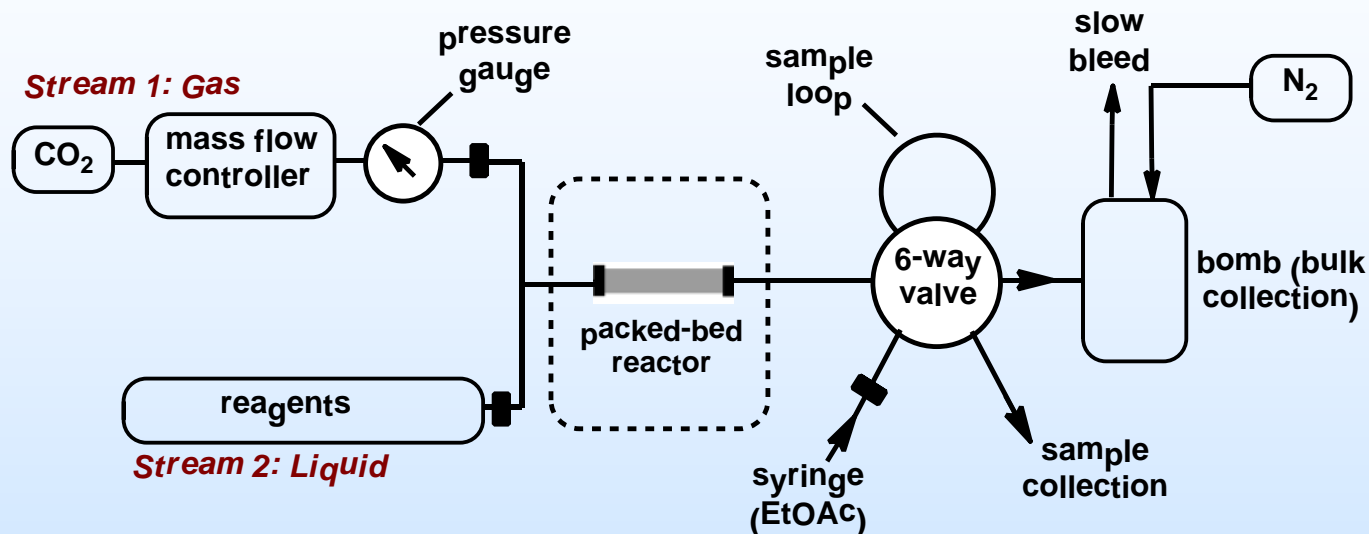 Stream 1: Gas
CO2
mass flow
controller
pressure
gauge
reagents
Stream 2: Liquid
packed-bed
reactor
sample
loop
6-way
valve
syringe
(EtOAc)
sample
collection
slow
bleed
N2
bomb (bulk
collection)